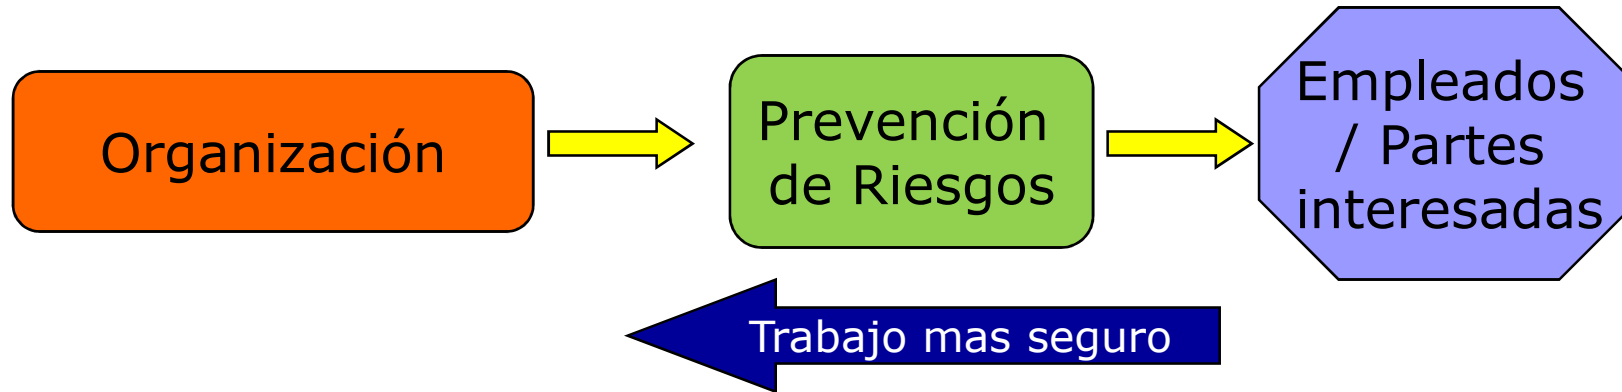 Organización
Prevención
de Riesgos
Empleados
/ Partes
interesadas
Trabajo mas seguro